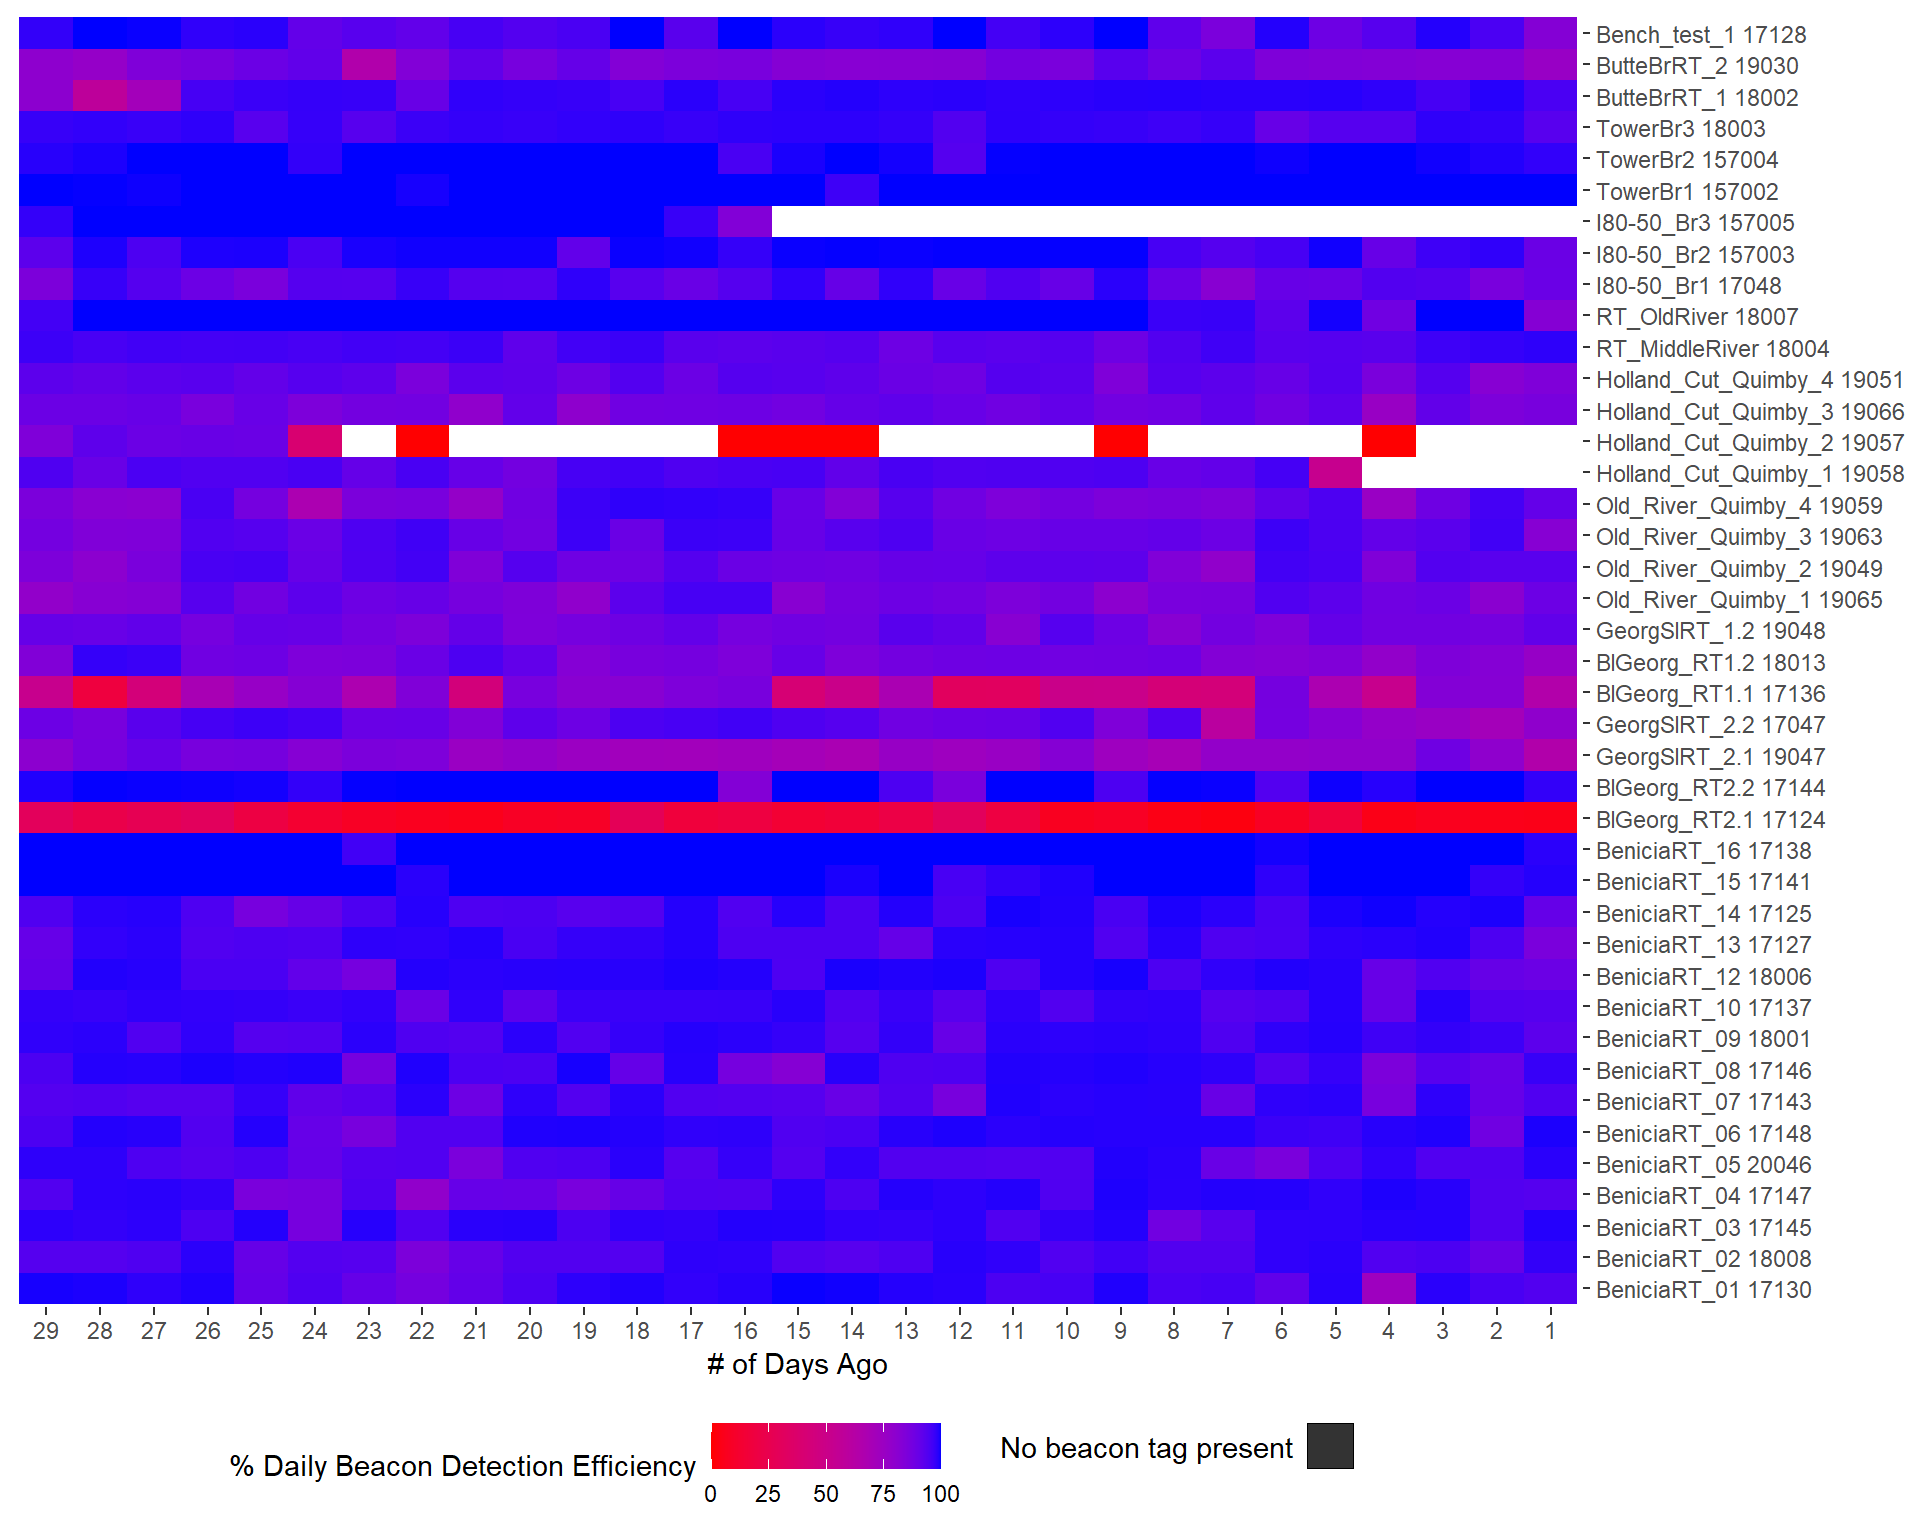 Bench_test_1 17128
ButteBrRT_2 19030
ButteBrRT_1 18002
TowerBr3 18003
TowerBr2 157004
TowerBr1 157002
I80-50_Br3 157005
I80-50_Br2 157003
I80-50_Br1 17048
RT_OldRiver 18007
RT_MiddleRiver 18004
Holland_Cut_Quimby_4 19051
Holland_Cut_Quimby_3 19066
Holland_Cut_Quimby_2 19057
Holland_Cut_Quimby_1 19058
Old_River_Quimby_4 19059
Old_River_Quimby_3 19063
Old_River_Quimby_2 19049
Old_River_Quimby_1 19065
GeorgSlRT_1.2 19048
BlGeorg_RT1.2 18013
BlGeorg_RT1.1 17136
GeorgSlRT_2.2 17047
GeorgSlRT_2.1 19047
BlGeorg_RT2.2 17144
BlGeorg_RT2.1 17124
BeniciaRT_16 17138
BeniciaRT_15 17141
BeniciaRT_14 17125
BeniciaRT_13 17127
BeniciaRT_12 18006
BeniciaRT_10 17137
BeniciaRT_09 18001
BeniciaRT_08 17146
BeniciaRT_07 17143
BeniciaRT_06 17148
BeniciaRT_05 20046
BeniciaRT_04 17147
BeniciaRT_03 17145
BeniciaRT_02 18008
BeniciaRT_01 17130
29 28 27 26 25 24 23 22 21 20 19 18 17 16 15 14 13 12 11 10 9 8 7 6 5 4 3 2 1
# of Days Ago
% Daily Beacon Detection Efficiency
0 25 50 75 100
No beacon tag present